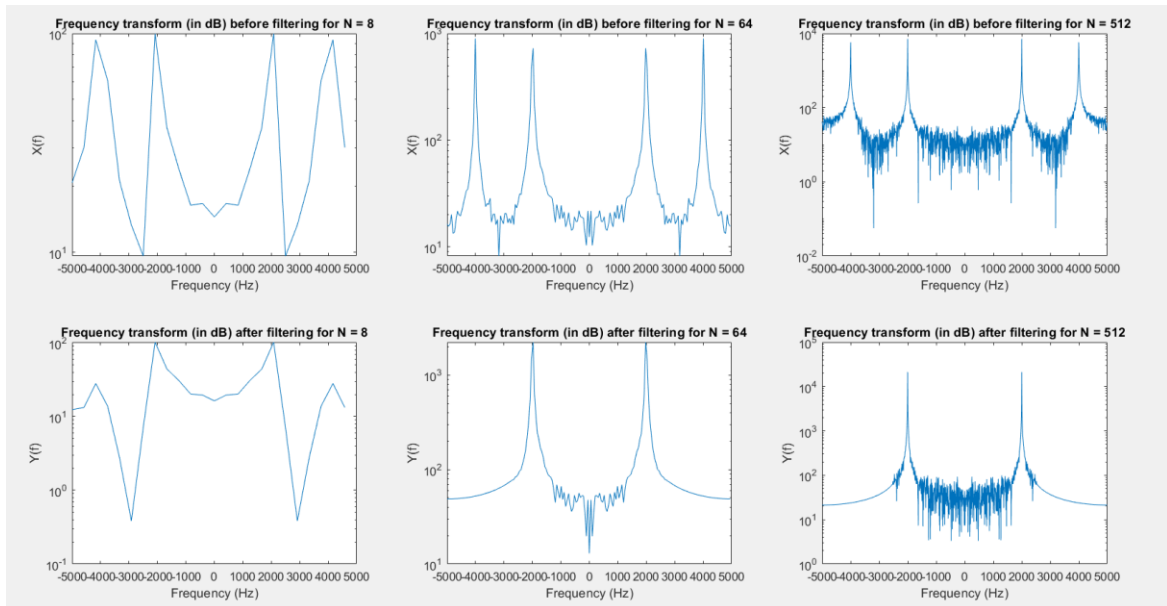 Frequency transform (in dB) before filtering for N = 8
10^2
X(f)
10^1
-5000-4000-3000-2000-1000 0 1000 2000 3000 4000 5000
Frequency (Hz)
Frequency transform (in dB) before filtering for N = 64
10^3
10^2
X(f)
10^1
-5000-4000-3000-2000-1000 0 1000 2000 3000 4000 5000
Frequency (Hz)
Frequency transform (in dB) before filtering for N = 512
10^4
10^2
X(f)
10^0
10^-2
-5000-4000-3000-2000-1000 0 1000 2000 3000 4000 5000
Frequency (Hz)
Frequency transform (in dB) after filtering for N = 8
10^2
10^1
Y(f)
10^0
10^-1
-5000-4000-3000-2000-1000 0 1000 2000 3000 4000 5000
Frequency (Hz)
Frequency transform (in dB) after filtering for N = 64
10^3
Y(f)
10^2
10^1
-5000-4000-3000-2000-1000 0 1000 2000 3000 4000 5000
Frequency (Hz)
Frequency transform (in dB) after filtering for N = 512
10^5
10^4
10^3
Y(f)
10^2
10^1
10^0
-5000-4000-3000-2000-1000 0 1000 2000 3000 4000 5000
Frequency (Hz)